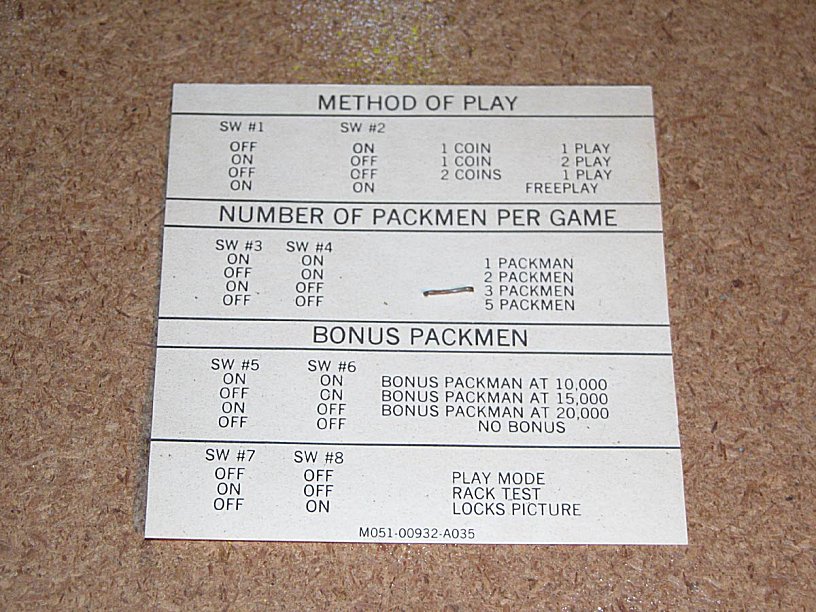 METHOD OF PLAY
SW #1 SW #2
OFF ON 1 COIN 1 PLAY
ON OFF 1 COIN 2 PLAY
OFF OFF 2 COINS 1 PLAY
ON ON FREEPLAY
NUMBER OF PACKMEN PER GAME
SW #3 SW #4
ON ON 1 PACKMAN
OFF ON 2 PACKMEN
ON OFF 3 PACKMEN
OFF OFF 5 PACKMEN
BONUS PACKMEN
SW #5 SW #6
ON ON BONUS PACKMAN AT 10,000
OFF CN BONUS PACKMAN AT 15,000
ON OFF BONUS PACKMAN AT 20,000
OFF OFF NO BONUS
SW #7 SW #8
OFF OFF PLAY MODE
ON OFF RACK TEST
OFF ON LOCKS PICTURE
M051-00932-A035